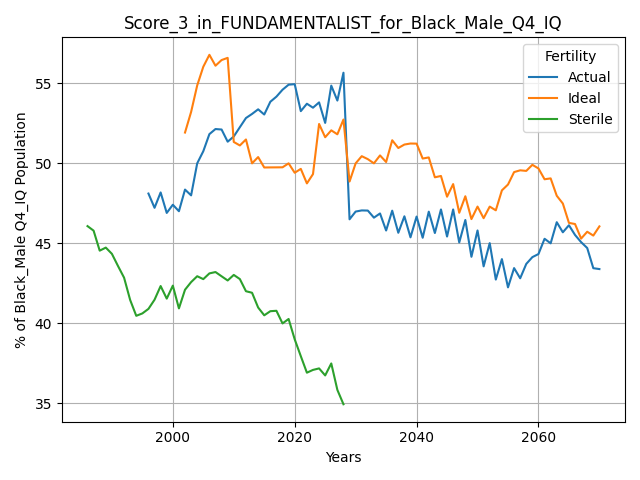 Score_3_in_FUNDAMENTALIST_for_Black_Male_Q4_IQ
Fertility
Actual
Ideal
Sterile
% of Black_Male Q4_IQ Population
55
50
45
40
35
2000
2020
2040
2060
Years